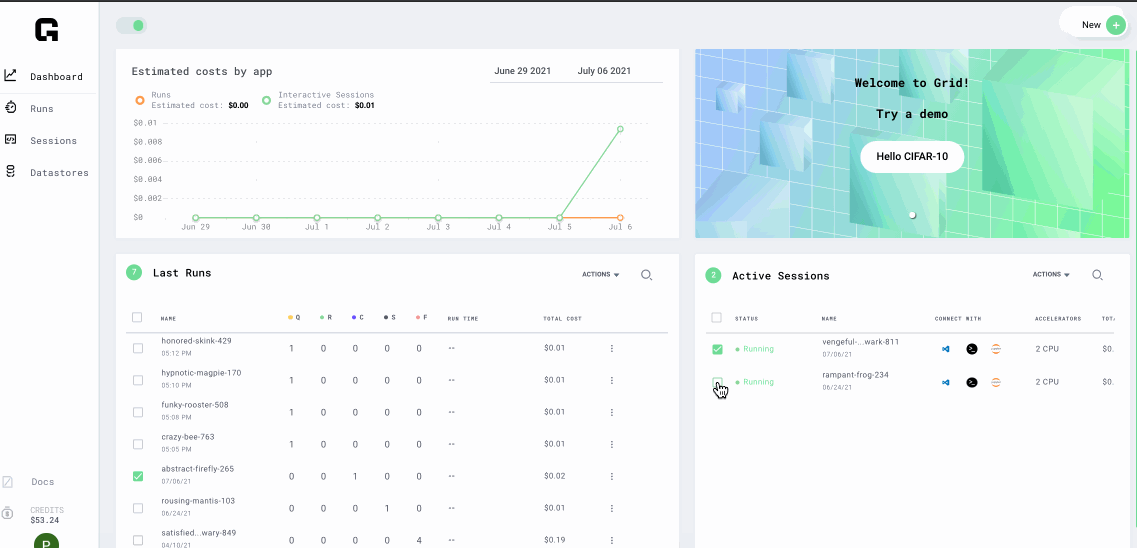 G
New +
Dashboard
Runs
Sessions
Datastores
Docs
CREDITS
$53.24
P
Estimated costs by app
June 29 2021 July 06 2021
Runs
Estimated cost: $0.00
Interactive Sessions
Estimated cost: $0.01
$0.01
$0.008
$0.006
$0.004
$0.002
$0
Jun 29 Jun 30 Jul 1 Jul 2 Jul 3 Jul 4 Jul 5 Jul 6
Welcome to Grid!
Try a demo
Hello CIFAR-10
7 Last Runs ACTIONS
NAME Q R C S F RUN TIME TOTAL COST
honored-skink-429 1 0 0 0 0 -- $0.01
05:12 PM
hypnotic-magpie-170 1 0 0 0 0 -- $0.01
05:10 PM
funky-rooster-508 1 0 0 0 0 -- $0.01
05:08 PM
crazy-bee-763 1 0 0 0 0 -- $0.01
05:05 PM
abstract-firefly-265 0 0 1 0 0 -- $0.02
07/06/21
rousing-mantis-103 0 0 0 1 0 -- $0.01
06/24/21
satisfied...wary-849 0 0 0 0 4 -- $0.19
04/10/21
2 Active Sessions ACTIONS
STATUS NAME CONNECT WITH ACCELERATORS TOT
Running vengeful-...wark-811 2 CPU $0.
07/06/21
Running rampant-frog-234 2 CPU $0.
06/24/21